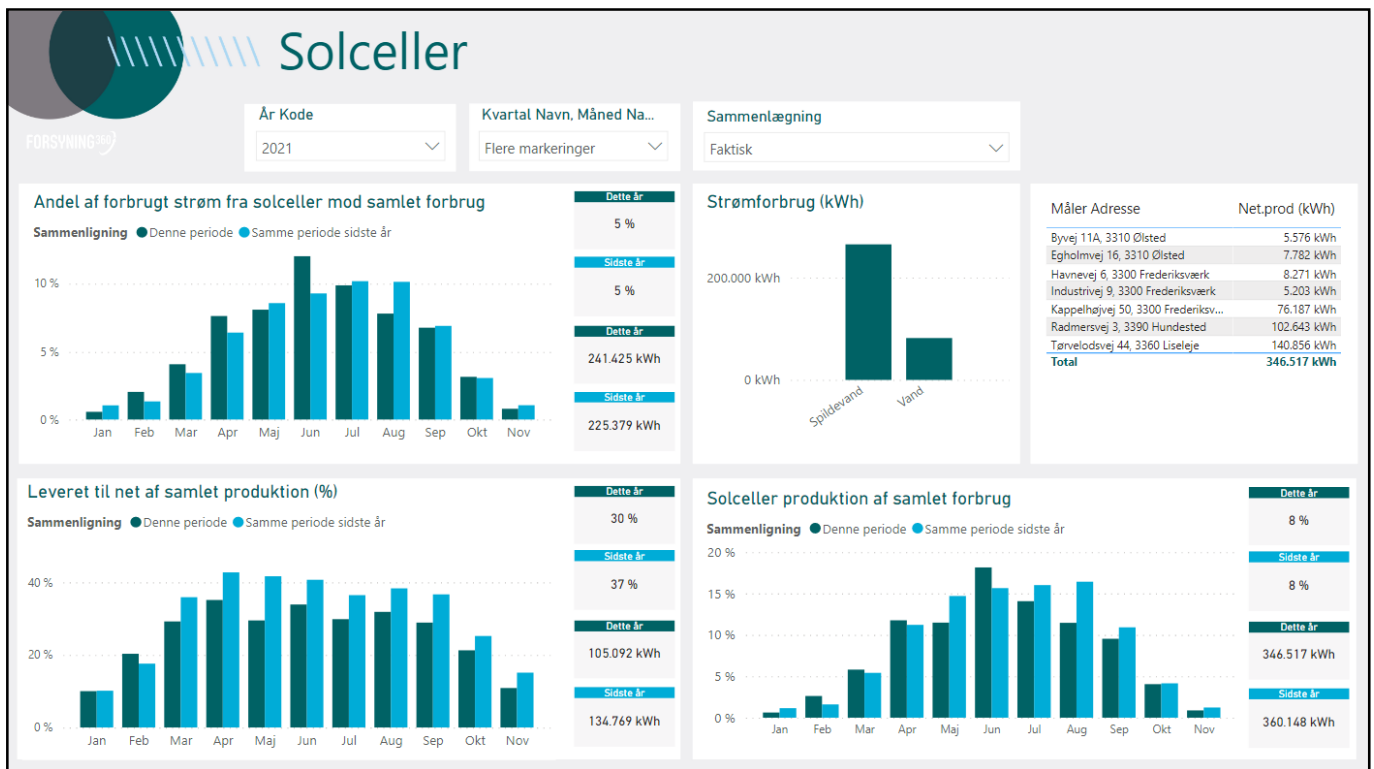 Solceller
FORSYNING360
År Kode
2021
Kvartal Navn, Måned Na...
Flere markeringer
Sammenlægning
Faktisk
Andel af forbrugt strøm fra solceller mod samlet forbrug
Sammenligning Denne periode Samme periode sidste år
10 %
5 %
0 %
Jan Feb Mar Apr Maj Jun Jul Aug Sep Okt Nov
Dette år
5 %
Sidste år
5 %
Dette år
241.425 kWh
Sidste år
225.379 kWh
Strømforbrug (kWh)
200.000 kWh
0 kWh
Spildevand Vand
Måler Adresse Net.prod (kWh)
Byvej 11A, 3310 Ølsted 5.576 kWh
Egholmvej 16, 3310 Ølsted 7.782 kWh
Havnevej 6, 3300 Frederiksværk 8.271 kWh
Industrivej 9, 3300 Frederiksværk 5.203 kWh
Kappelhøjvej 50, 3300 Frederiksv... 76.187 kWh
Radmersvej 3, 3390 Hundested 102.643 kWh
Tørvelodsvej 44, 3360 Liseleje 140.856 kWh
Total 346.517 kWh
Leveret til net af samlet produktion (%)
Sammenligning Denne periode Samme periode sidste år
40 %
20 %
0 %
Jan Feb Mar Apr Maj Jun Jul Aug Sep Okt Nov
Dette år
30 %
Sidste år
37 %
Dette år
105.092 kWh
Sidste år
134.769 kWh
Solceller produktion af samlet forbrug
Sammenligning Denne periode Samme periode sidste år
20 %
15 %
10 %
5 %
0 %
Jan Feb Mar Apr Maj Jun Jul Aug Sep Okt Nov
Dette år
8 %
Sidste år
8 %
Dette år
346.517 kWh
Sidste år
360.148 kWh